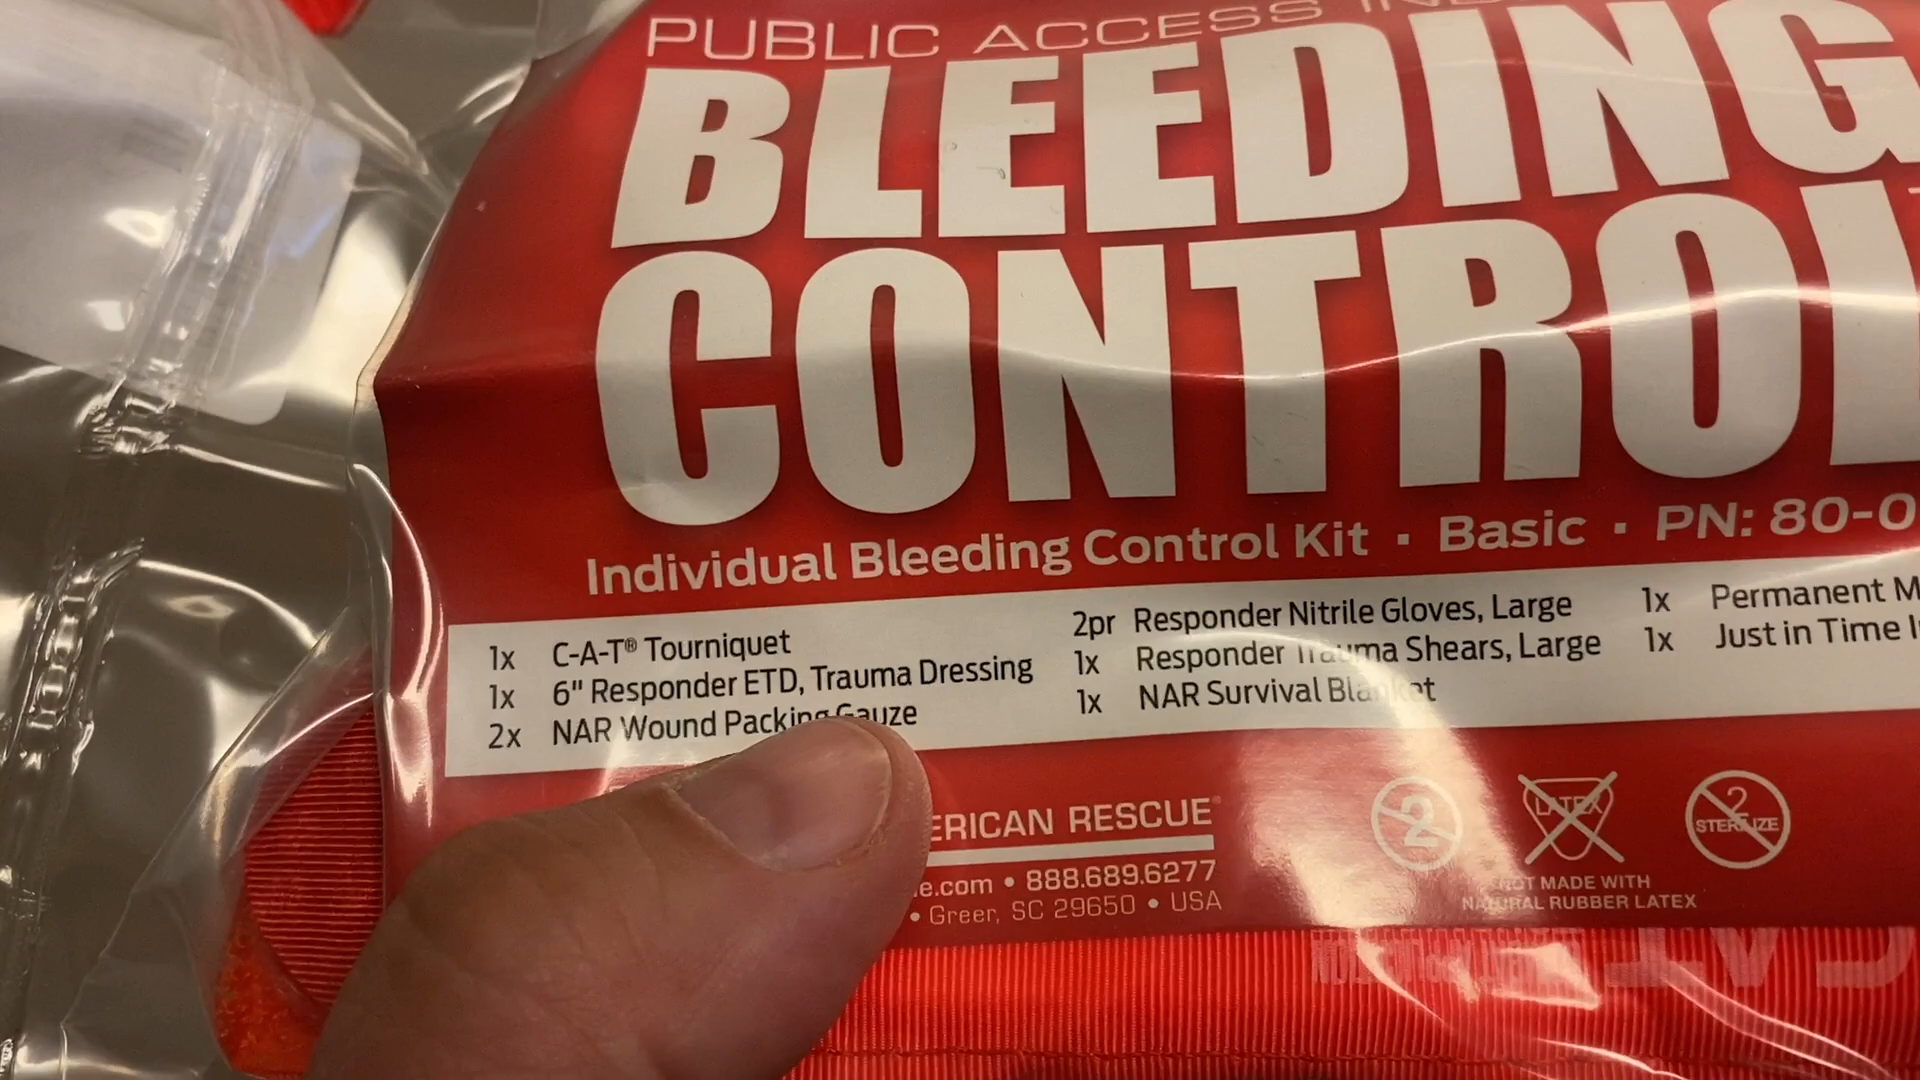 PUBLIC ACCESS
BLEEDING
CONTROL
Individual Bleeding Control Kit · Basic · PN: 80-0
1x C-A-T® Tourniquet
1x 6" Responder ETD, Trauma Dressing
2x NAR Wound Packing Gauze
2pr Responder Nitrile Gloves, Large
1x Responder Trauma Shears, Large
1x NAR Survival Blanket
1x Permanent M
1x Just in Time I
ERICAN RESCUE
e.com • 888.689.6277
• Greer, SC 29650 • USA
2
LATEX
2
STERILIZE
NOT MADE WITH
NATURAL RUBBER LATEX
CAT